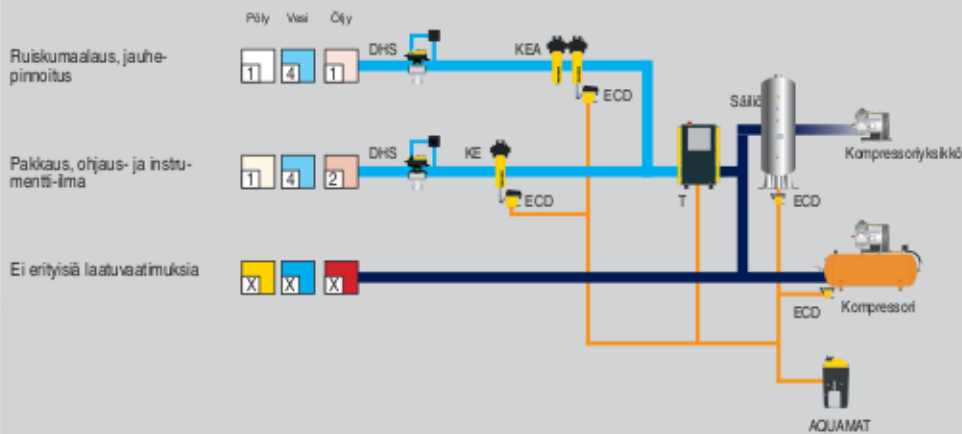 Pöly Vesi Öljy
Ruiskumaalaus, jauhe-
pinnoitus
1 4 1
DHS
KEA
ECD
Säiliö
Kompressoriyksikkö
Pakkaus, ohjaus- ja instru-
mentti-ilma
1 4 2
DHS
KE
ECD
T
ECD
Ei erityisiä laatuvaatimuksia
X X X
ECD
Kompressori
AQUAMAT